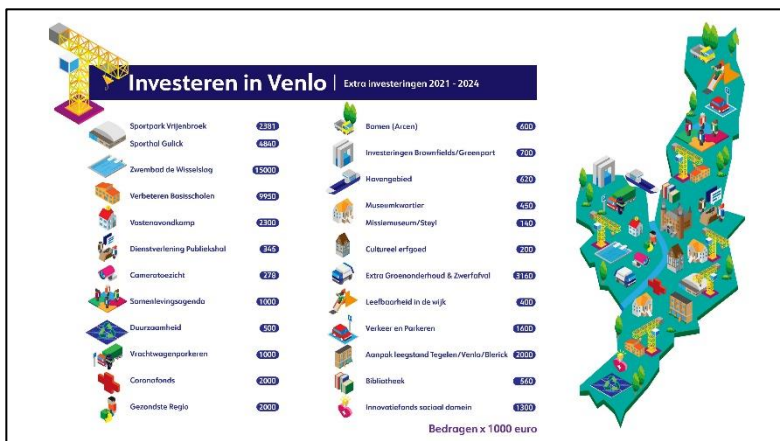 Investeren in Venlo | Extra investeringen 2021 - 2024
Sportpark Vrijenbroek 2381
Sporthal Gulick 4840
Zwembad de Wisselslag 15000
Verbeteren Basisscholen 9950
Vastenavondkamp 2300
Dienstverlening Publiekshal 345
Cameratoezicht 278
Samenlevingsagenda 1000
Duurzaamheid 500
Vrachtwagenparkeren 1000
Coronafonds 2000
Gezondste Regio 2000
Bomen (Arcen) 600
Investeringen Brownfields/Greenport 700
Havengebied 620
Museumkwartier 450
Missiemuseum/Steyl 140
Cultureel erfgoed 200
Extra Groenonderhoud & Zwerfafval 3160
Leefbaarheid in de wijk 400
Verkeer en Parkeren 1600
Aanpak leegstand Tegelen/Venlo/Blerick 2000
Bibliotheek 560
Innovatiefonds sociaal domein 1300
Bedragen x 1000 euro